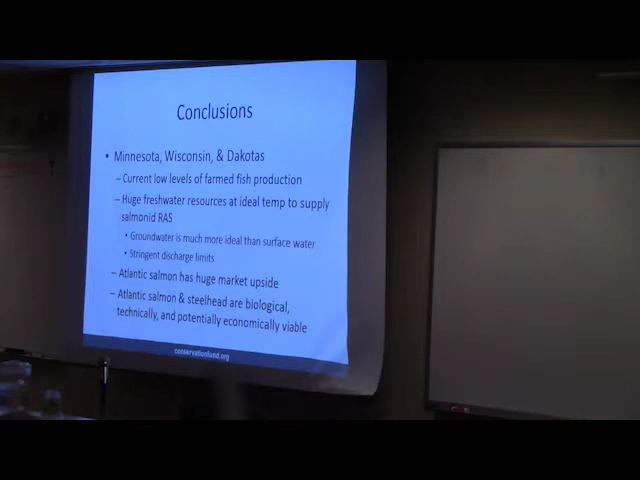 Conclusions
• Minnesota, Wisconsin, & Dakotas
– Current low levels of farmed fish production
– Huge freshwater resources at ideal temp to supply
salmonid RAS
• Groundwater is much more ideal than surface water
• Stringent discharge limits
– Atlantic salmon has huge market upside
– Atlantic salmon & steelhead are biological,
technically, and potentially economically viable
conservationfund.org